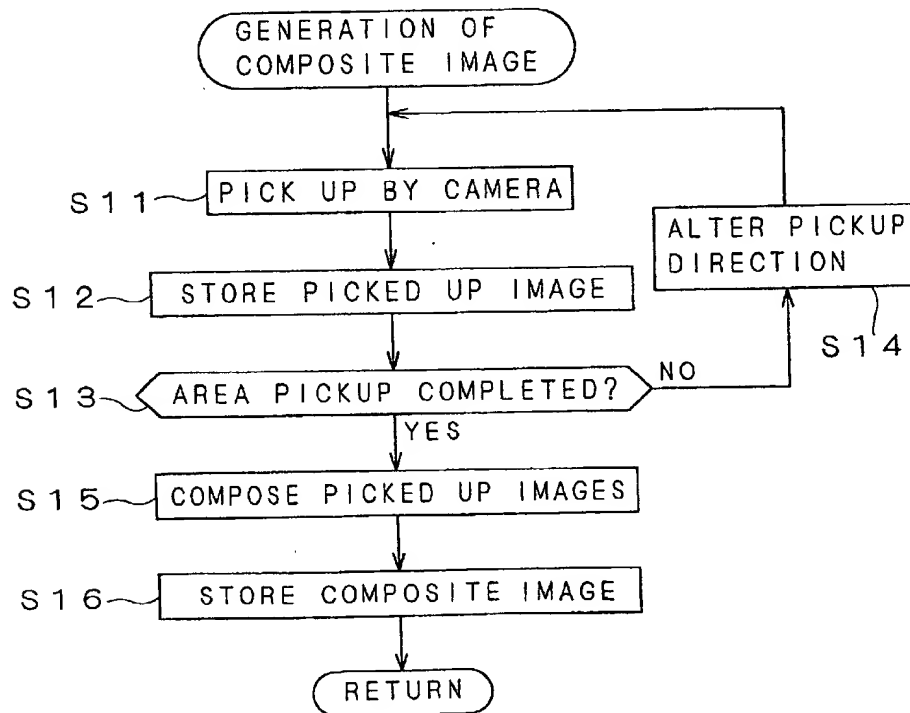 GENERATION OF
COMPOSITE IMAGE
S11
PICK UP BY CAMERA
ALTER PICKUP
DIRECTION
S12
STORE PICKED UP IMAGE
S14
S13
AREA PICKUP COMPLETED?
NO
YES
S15
COMPOSE PICKED UP IMAGES
S16
STORE COMPOSITE IMAGE
RETURN